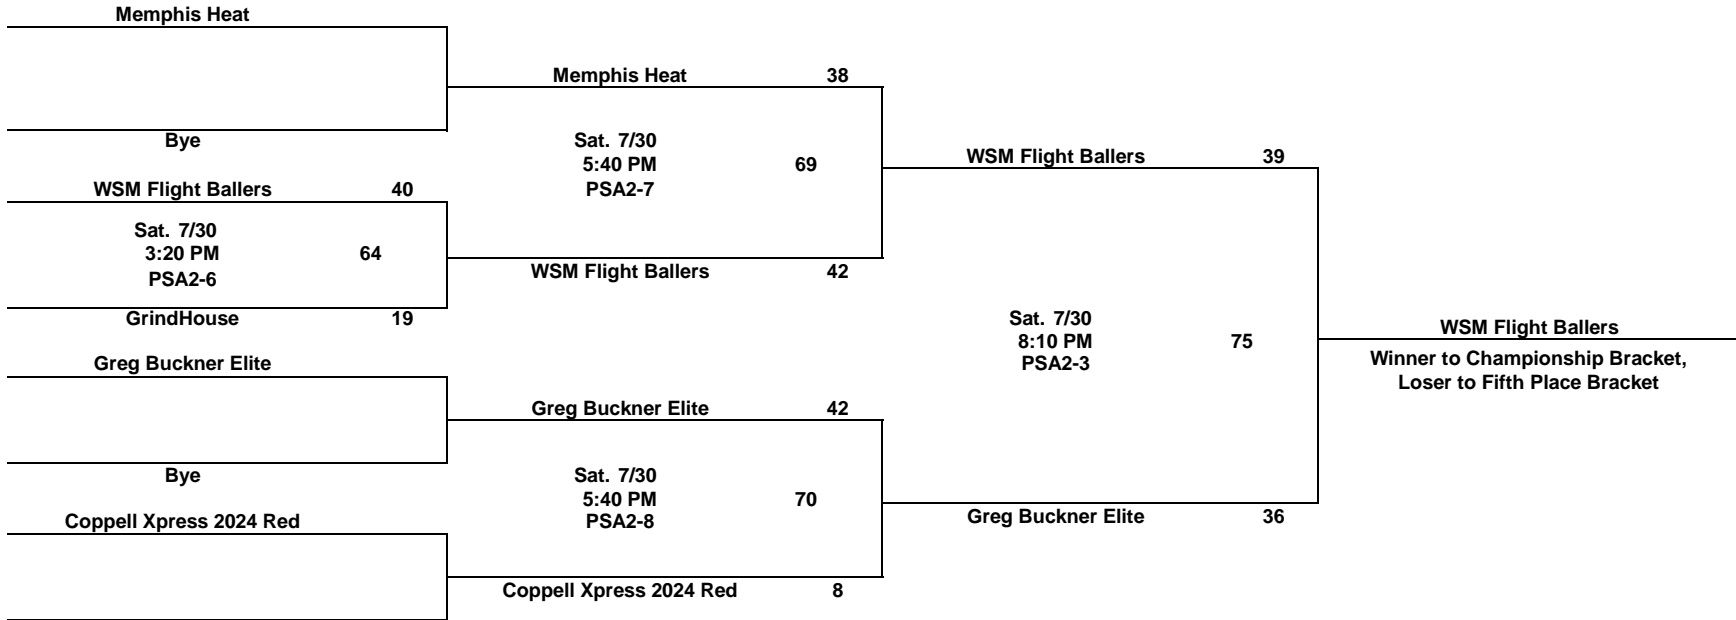 Memphis Heat
Memphis Heat 38
Bye
Sat. 7/30
5:40 PM 69
PSA2-7
WSM Flight Ballers 39
WSM Flight Ballers 40
Sat. 7/30
3:20 PM 64
PSA2-6
WSM Flight Ballers 42
GrindHouse 19
Sat. 7/30
8:10 PM 75
PSA2-3
WSM Flight Ballers
Winner to Championship Bracket,
Loser to Fifth Place Bracket
Greg Buckner Elite
Greg Buckner Elite 42
Bye
Sat. 7/30
5:40 PM 70
PSA2-8
Greg Buckner Elite 36
Coppell Xpress 2024 Red
Coppell Xpress 2024 Red 8